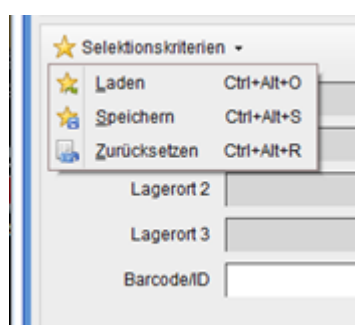 Selektionskriterien
Laden Ctrl+Alt+O
Speichern Ctrl+Alt+S
Zurücksetzen Ctrl+Alt+R
Lagerort 2
Lagerort 3
Barcode/ID